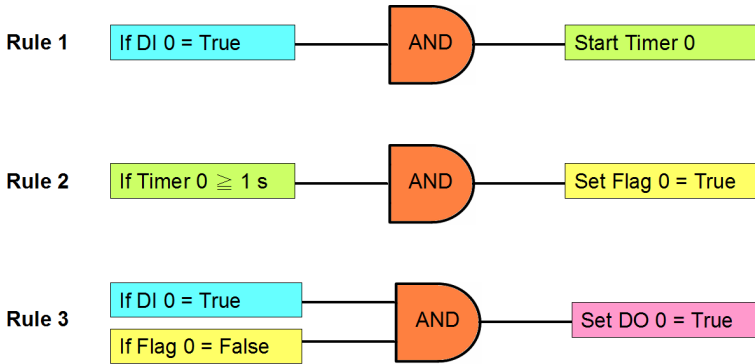 Rule 1
If DI 0 = True
AND
Start Timer 0
Rule 2
If Timer 0 ≧ 1 s
AND
Set Flag 0 = True
Rule 3
If DI 0 = True
If Flag 0 = False
AND
Set DO 0 = True